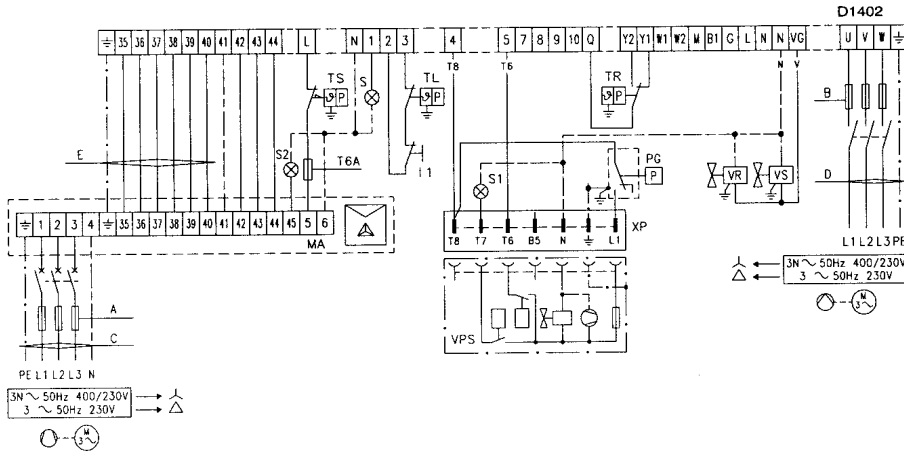 D1402
35 36 37 38 39 40 41 42 43 44 L N 1 2 3 4 5 7 8 9 10 Q Y2 Y1 W1 W2 M B1 G L N N VG U V W
T8 T6 N V
TS S TL TR B
S2 T6A I1 S1 PG P
E
VR VS D
35 36 37 38 39 40 41 42 43 44 45 5 6
1 2 3 4
MA
T8 T7 T6 B5 N L1 XP
L1 L2 L3 PE
3N ~ 50Hz 400/230V
3 ~ 50Hz 230V
M
3~
A
VPS
C
PE L1 L2 L3 N
3N ~ 50Hz 400/230V
3 ~ 50Hz 230V
M
3~